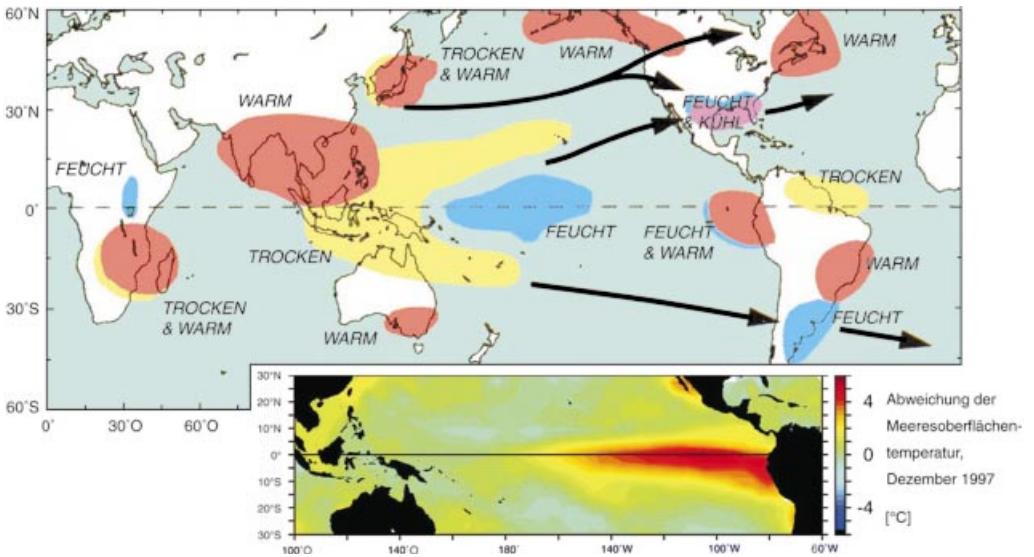 60°N
30°N
0°
30°S
60°S
0°
30°O
60°O
TROCKEN
& WARM
WARM
WARM
WARM
FEUCHT
& KÜHL
FEUCHT
TROCKEN
FEUCHT
FEUCHT
& WARM
TROCKEN
WARM
TROCKEN
& WARM
WARM
FEUCHT
30°N
20°N
10°N
0°
10°S
20°S
30°S
100°O
140°O
180°
140°W
100°W
60°W
4
0
-4
Abweichung der
Meeresoberflächen-
temperatur,
Dezember 1997
[°C]